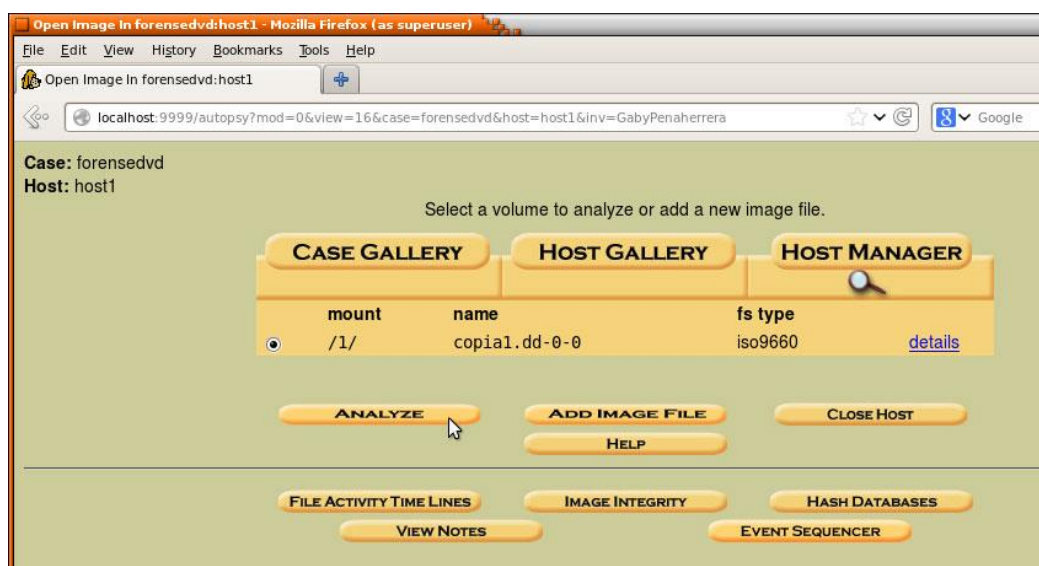 Open Image In forensedvd:host1 - Mozilla Firefox (as superuser)
File Edit View History Bookmarks Tools Help
Open Image In forensedvd:host1
localhost:9999/autopsy?mod=0&view=16&case=forensedvd&host=host1&inv=GabyPenaherrera
Google
Case: forensedvd
Host: host1
Select a volume to analyze or add a new image file.
CASE GALLERY HOST GALLERY HOST MANAGER
mount name fs type
/1/ copia1.dd-0-0 iso9660 details
ANALYZE ADD IMAGE FILE CLOSE HOST
HELP
FILE ACTIVITY TIME LINES IMAGE INTEGRITY HASH DATABASES
VIEW NOTES EVENT SEQUENCER